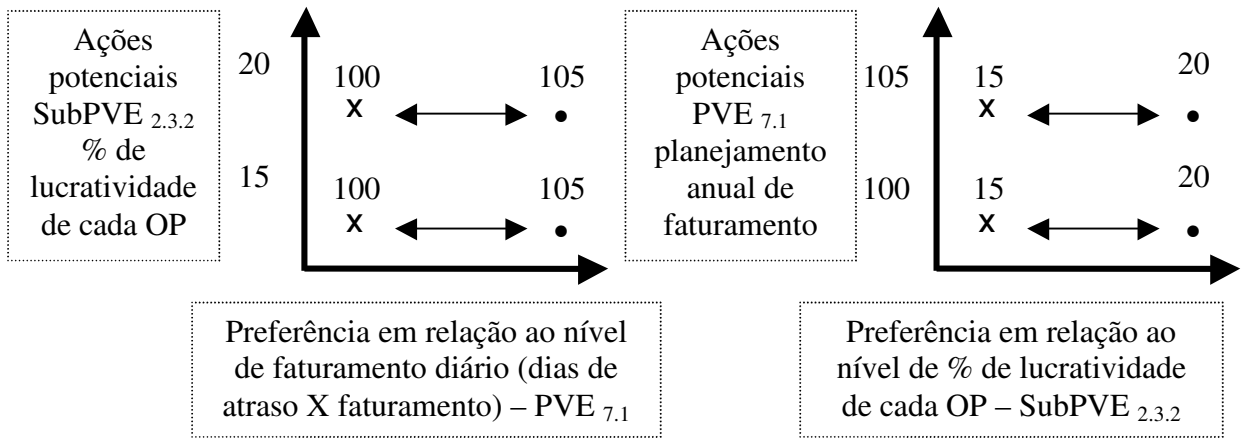 Ações
potenciais
SubPVE 2.3.2
% de
lucratividade
de cada OP
20
15
100
x
105
100
x
105
Preferência em relação ao nível
de faturamento diário (dias de
atraso X faturamento) – PVE 7.1
Ações
potenciais
PVE 7.1
planejamento
anual de
faturamento
105
100
15
x
20
15
x
20
Preferência em relação ao
nível de % de lucratividade
de cada OP – SubPVE 2.3.2